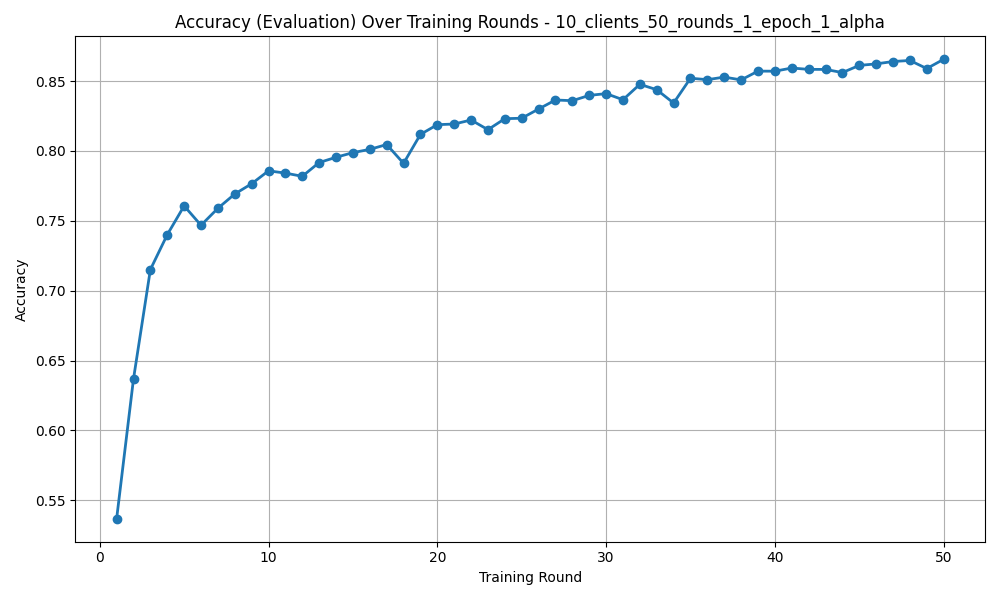 Accuracy (Evaluation) Over Training Rounds - 10_clients_50_rounds_1_epoch_1_alpha
Accuracy
0.85
0.80
0.75
0.70
0.65
0.60
0.55
0 10 20 30 40 50
Training Round